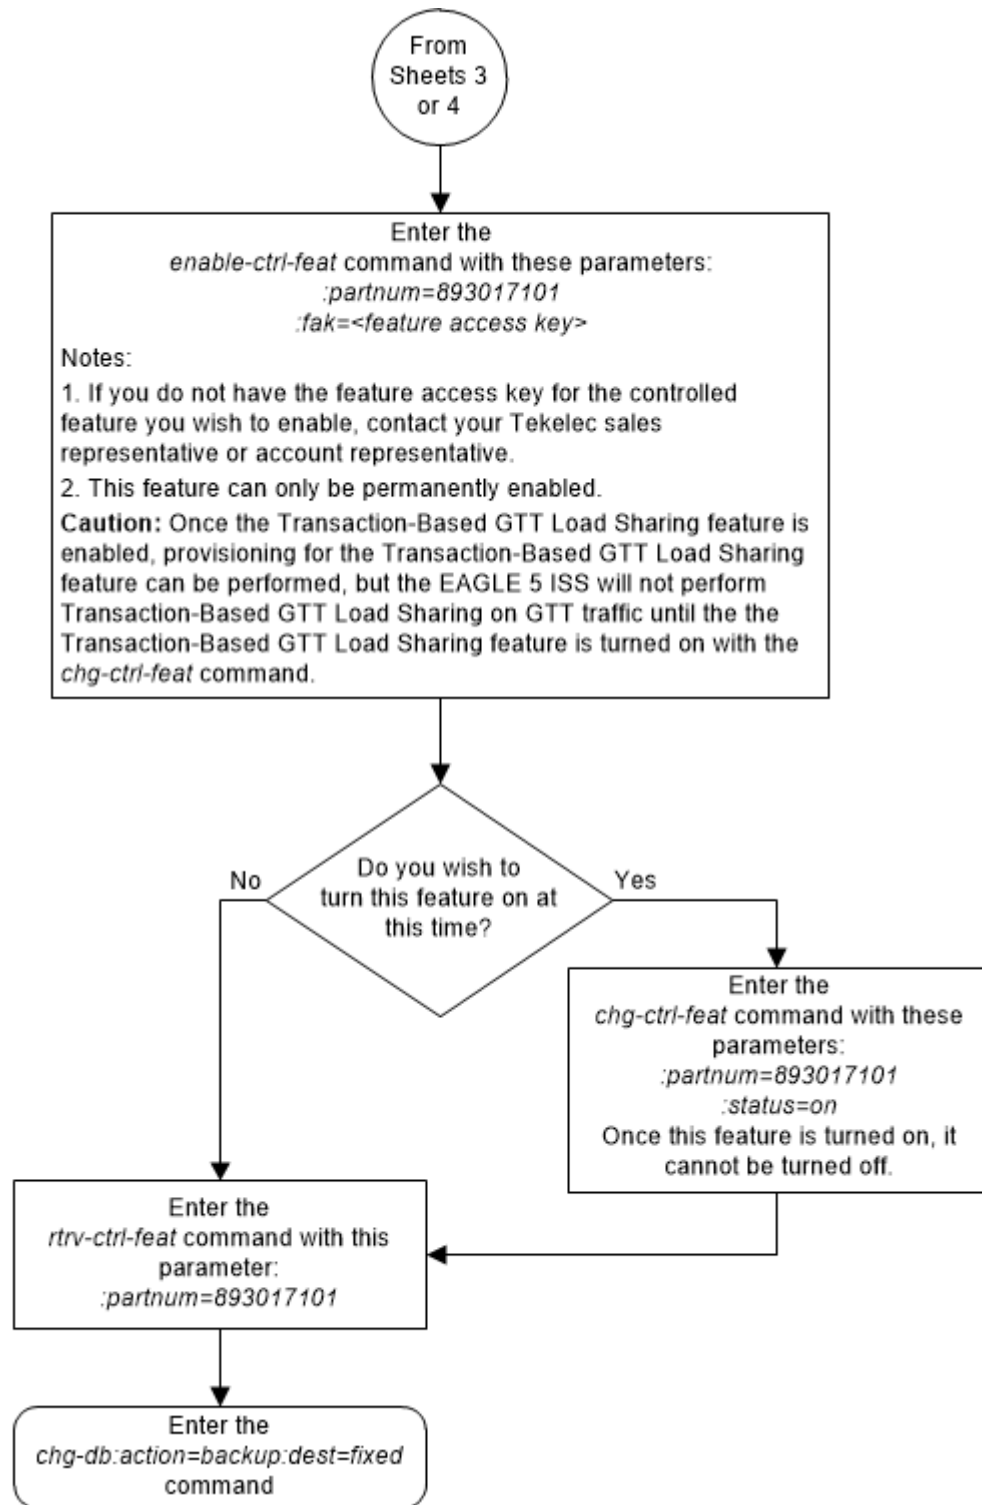 From
Sheets 3
or 4
Enter the
enable-ctrl-feat command with these parameters:
:partnum=893017101
:fak=<feature access key>
Notes:
1. If you do not have the feature access key for the controlled
feature you wish to enable, contact your Tekelec sales
representative or account representative.
2. This feature can only be permanently enabled.
Caution: Once the Transaction-Based GTT Load Sharing feature is
enabled, provisioning for the Transaction-Based GTT Load Sharing
feature can be performed, but the EAGLE 5 ISS will not perform
Transaction-Based GTT Load Sharing on GTT traffic until the the
Transaction-Based GTT Load Sharing feature is turned on with the
chg-ctrl-feat command.
Do you wish to
turn this feature on at
this time?
No
Yes
Enter the
chg-ctrl-feat command with these
parameters:
:partnum=893017101
:status=on
Once this feature is turned on, it
cannot be turned off.
Enter the
rtrv-ctrl-feat command with this
parameter:
:partnum=893017101
Enter the
chg-db:action=backup:dest=fixed
command